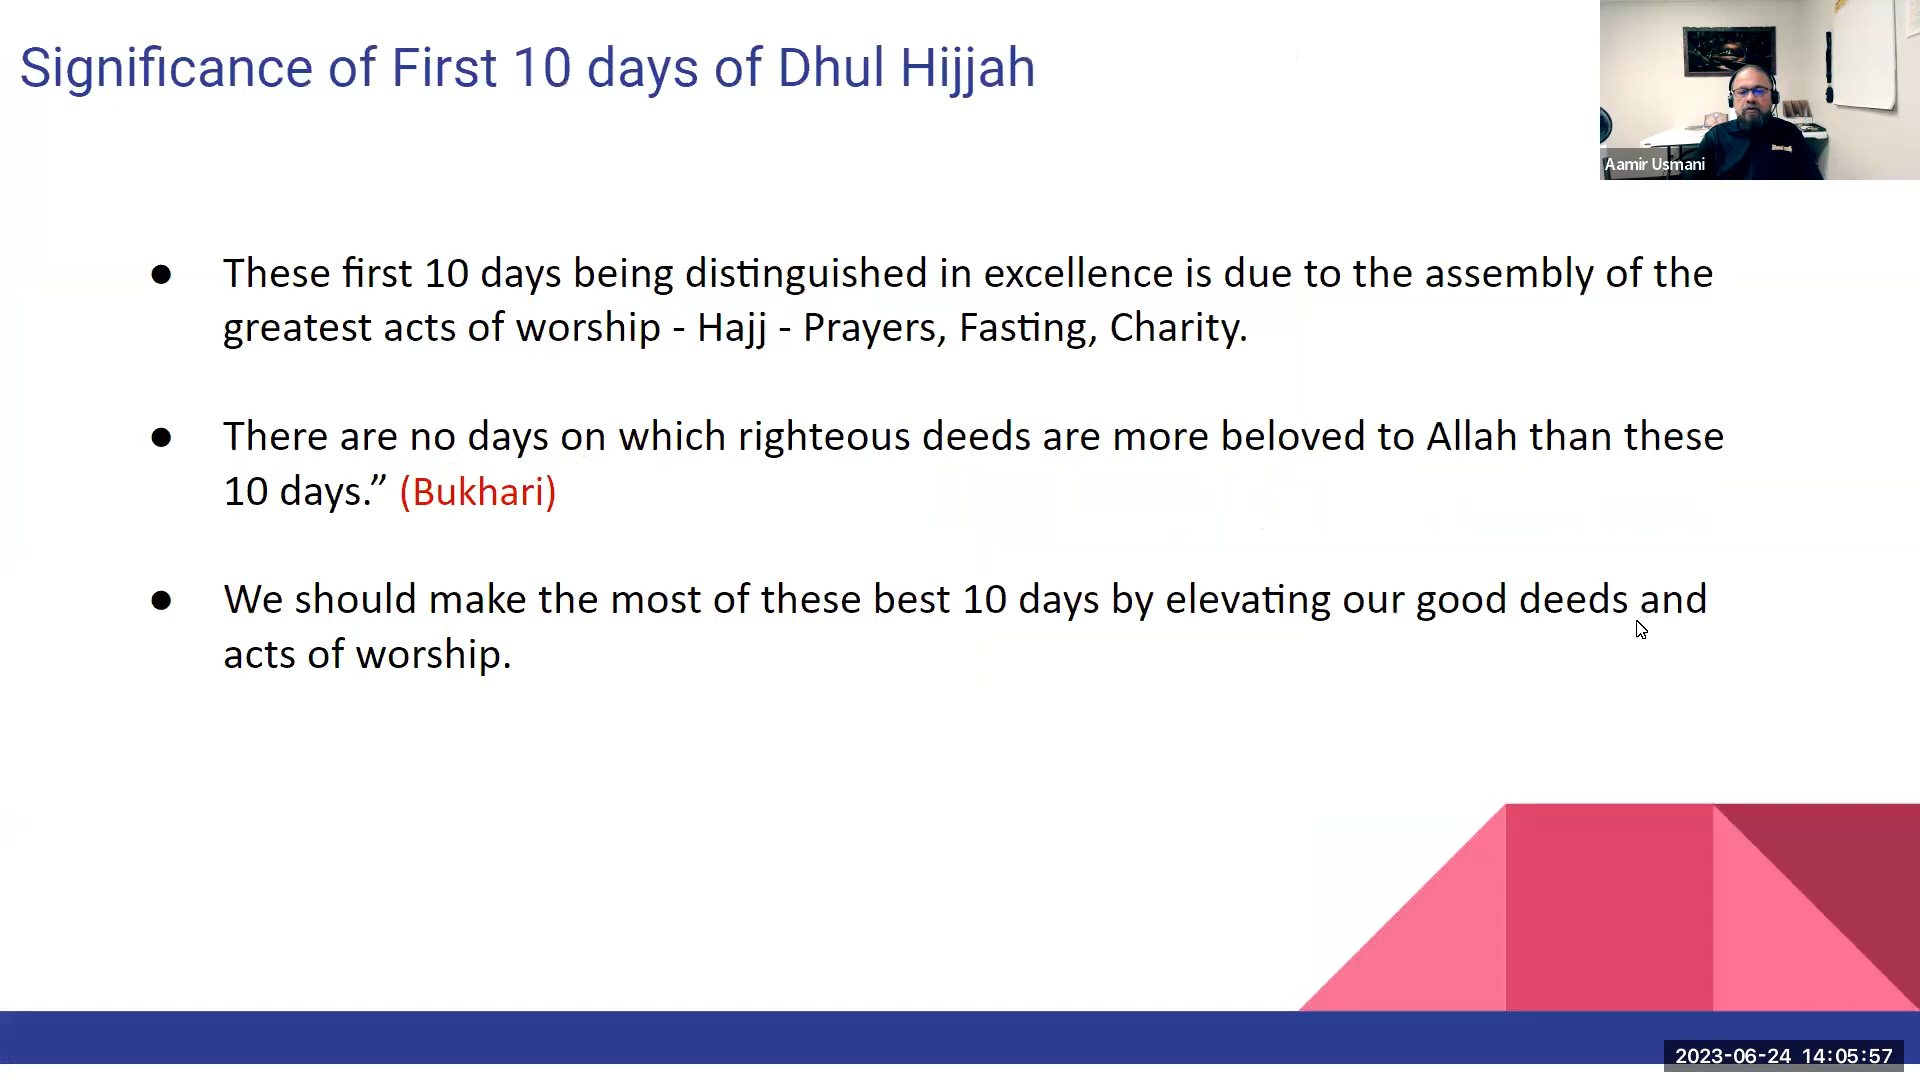 Significance of First 10 days of Dhul Hijjah
Aamir Usmani
● These first 10 days being distinguished in excellence is due to the assembly of the
greatest acts of worship - Hajj - Prayers, Fasting, Charity.
● There are no days on which righteous deeds are more beloved to Allah than these
10 days.” (Bukhari)
● We should make the most of these best 10 days by elevating our good deeds and
acts of worship.
2023-06-24 14:05:57